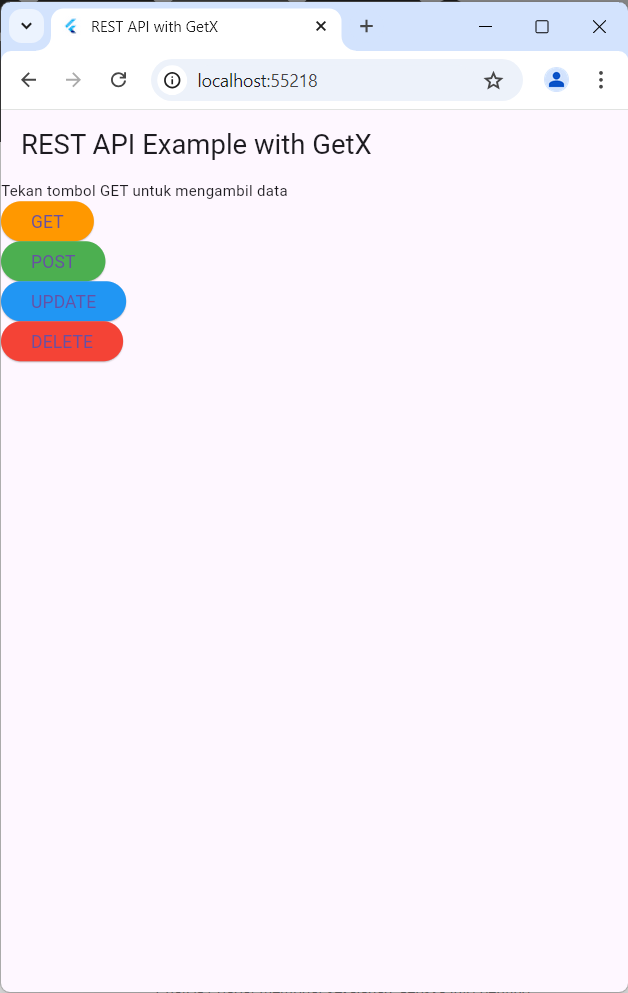 REST API with GetX
localhost:55218
REST API Example with GetX
Tekan tombol GET untuk mengambil data
GET
POST
UPDATE
DELETE